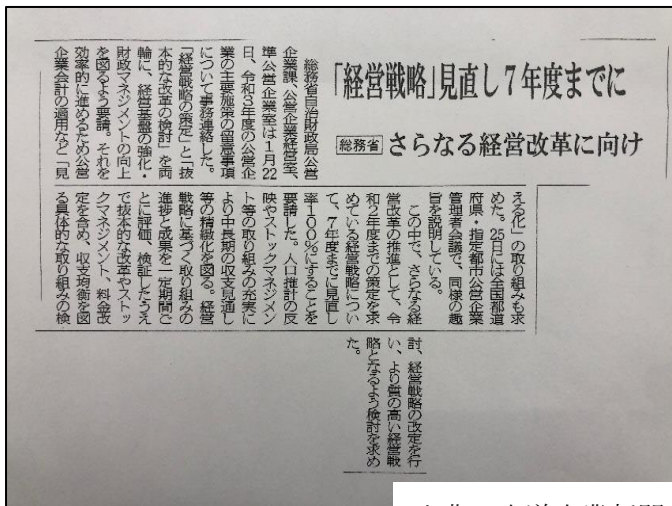 「経営戦略」見直し7年度までに
総務省 さらなる経営改革に向け
総務省自治財政局公営
企業課、公営企業経営室、
準公営企業室は1月22
日、令和3年度の公営企
業の主要施策の留意事項
について事務連絡した。
「経営戦略の策定」と「抜
本的な改革の検討」を両
輪に、経営基盤の強化・
財政マネジメントの向上
を図るよう要請。それを
効率的に進めるため公営
企業会計の適用など「見
える化」の取り組みも求
めた。25日には全国都道
府県・指定都市公営企業
管理者会議で、同様の趣
旨を説明している。
この中で、さらなる経
営改革の推進として、令
和2年度までの策定を求
めている経営戦略につい
て、7年度までに見直し
率100%にすることを
要請した。人口推計の反
映やストックマネジメン
ト等の取り組みの充実に
より中長期の収支見通し
等の精緻化を図る。経営
戦略に基づく取り組みの
進捗と成果を一定期間ご
とに評価、検証したうえ
で抜本的な改革やストッ
クマネジメント、料金改
定を含め、収支均衡を図
る具体的な取り組みの検
討、経営戦略の改定を行
い、より質の高い経営戦
略となるよう検討を求め
た。